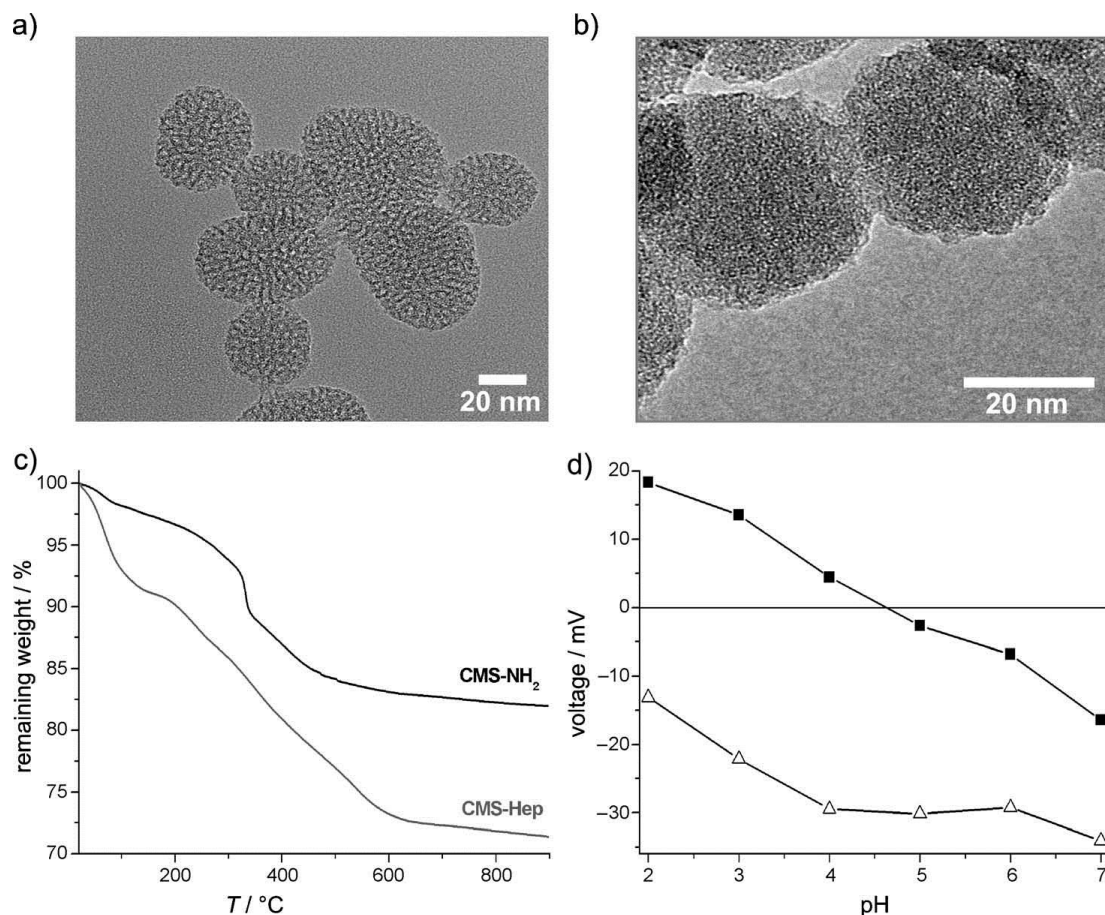 a)
b)
20 nm
20 nm
c)
d)
100
95
90
85
80
75
70
remaining weight / %
CMS-NH₂
CMS-Hep
200
400
600
800
T / °C
20
10
0
−10
−20
−30
voltage / mV
2
3
4
5
6
7
pH